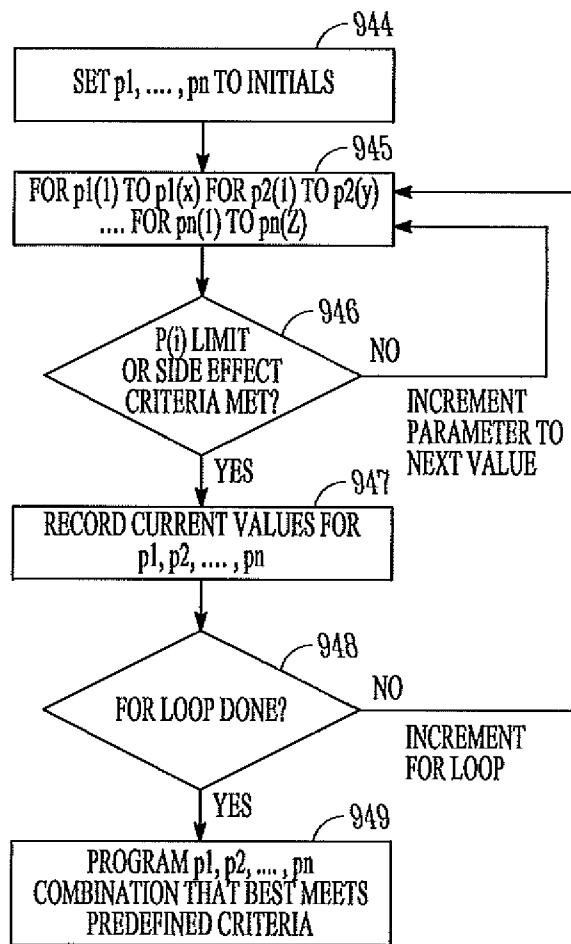 944
SET p1, .... , pn TO INITIALS
945
FOR p1(1) TO p1(x) FOR p2(1) TO p2(y)
.... FOR pn(1) TO pn(Z)
946
P(i) LIMIT
OR SIDE EFFECT
CRITERIA MET?
NO
INCREMENT
PARAMETER TO
NEXT VALUE
YES
947
RECORD CURRENT VALUES FOR
p1, p2, .... , pn
948
FOR LOOP DONE?
NO
INCREMENT
FOR LOOP
YES
949
PROGRAM p1, p2, .... , pn
COMBINATION THAT BEST MEETS
PREDEFINED CRITERIA